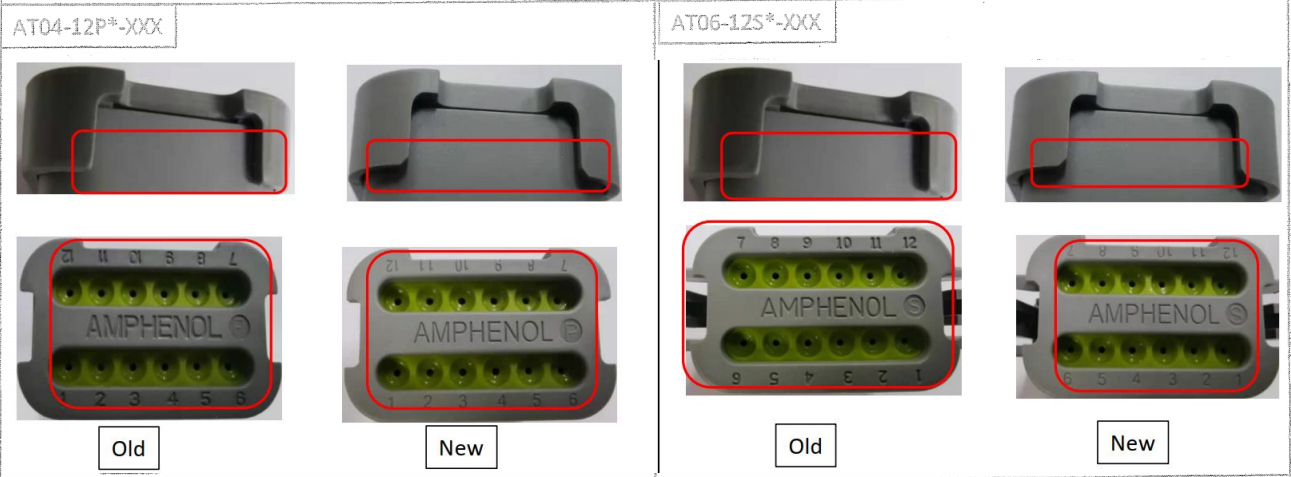 AT04-12P*-XXX
AT06-12S*-XXX
12 11 10 9 8 7
AMPHENOL P
1 2 3 4 5 6
12 11 10 9 8 7
AMPHENOL P
1 2 3 4 5 6
7 8 9 10 11 12
AMPHENOL S
6 5 4 3 2 1
7 8 9 10 11 12
AMPHENOL S
6 5 4 3 2 1
Old
New
Old
New